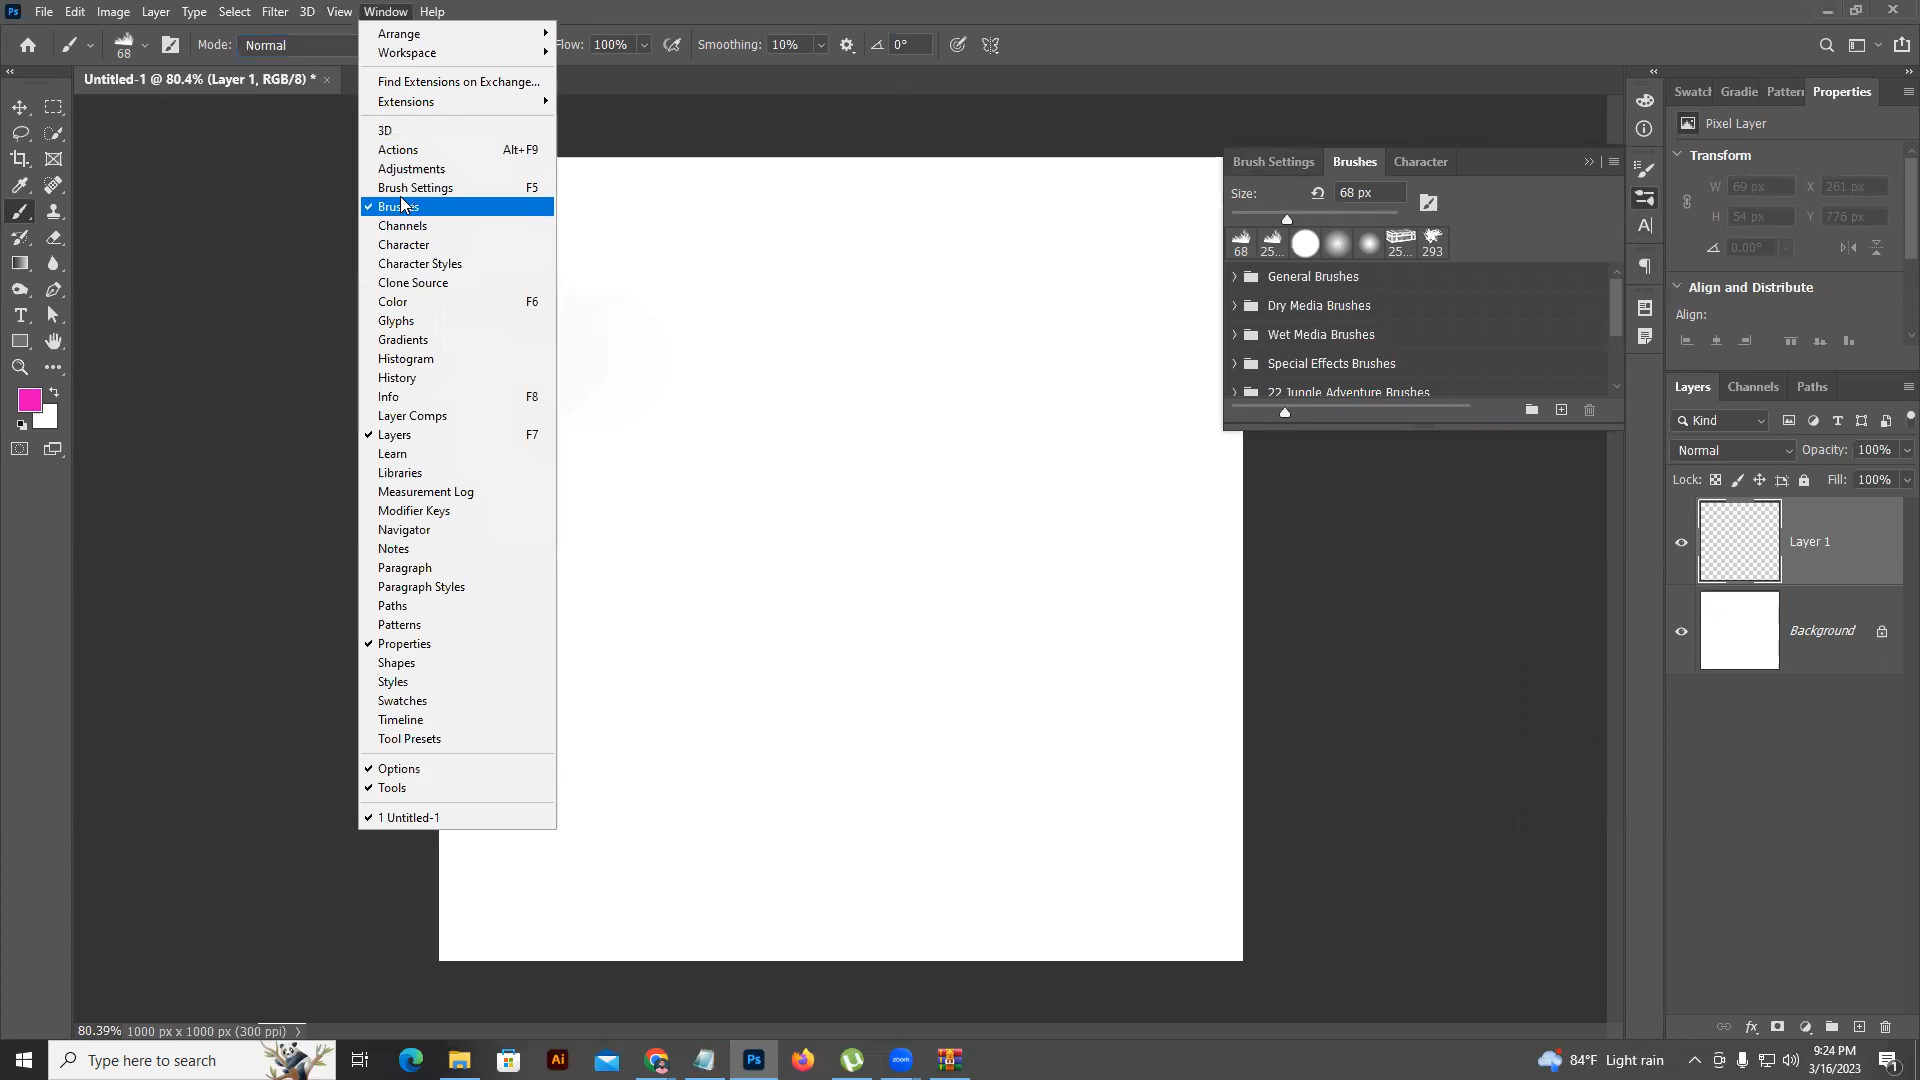 Ps File Edit Image Layer Type Select Filter 3D View Window Help
68 Mode: Normal Flow: 100% Smoothing: 10% 0°
Untitled-1 @ 80.4% (Layer 1, RGB/8) * ×
Arrange
Workspace
Find Extensions on Exchange...
Extensions
3D
Actions Alt+F9
Adjustments
Brush Settings F5
Brushes
Channels
Character
Character Styles
Clone Source
Color F6
Glyphs
Gradients
Histogram
History
Info F8
Layer Comps
Layers F7
Learn
Libraries
Measurement Log
Modifier Keys
Navigator
Notes
Paragraph
Paragraph Styles
Paths
Patterns
Properties
Shapes
Styles
Swatches
Timeline
Tool Presets
Options
Tools
1 Untitled-1
Brush Settings Brushes Character
Size: 68 px
68 25... 25... 293
General Brushes
Dry Media Brushes
Wet Media Brushes
Special Effects Brushes
22 Jungle Adventure Brushes
Swatch Gradie Pattern Properties
Pixel Layer
Transform
W 69 px X 261 px
H 54 px Y 776 px
0.00°
Align and Distribute
Align:
Layers Channels Paths
Kind
Normal Opacity: 100%
Lock: Fill: 100%
Layer 1
Background
80.39% 1000 px x 1000 px (300 ppi)
Type here to search
Ai
Ps
zoom
84°F Light rain
9:24 PM
3/16/2023
1